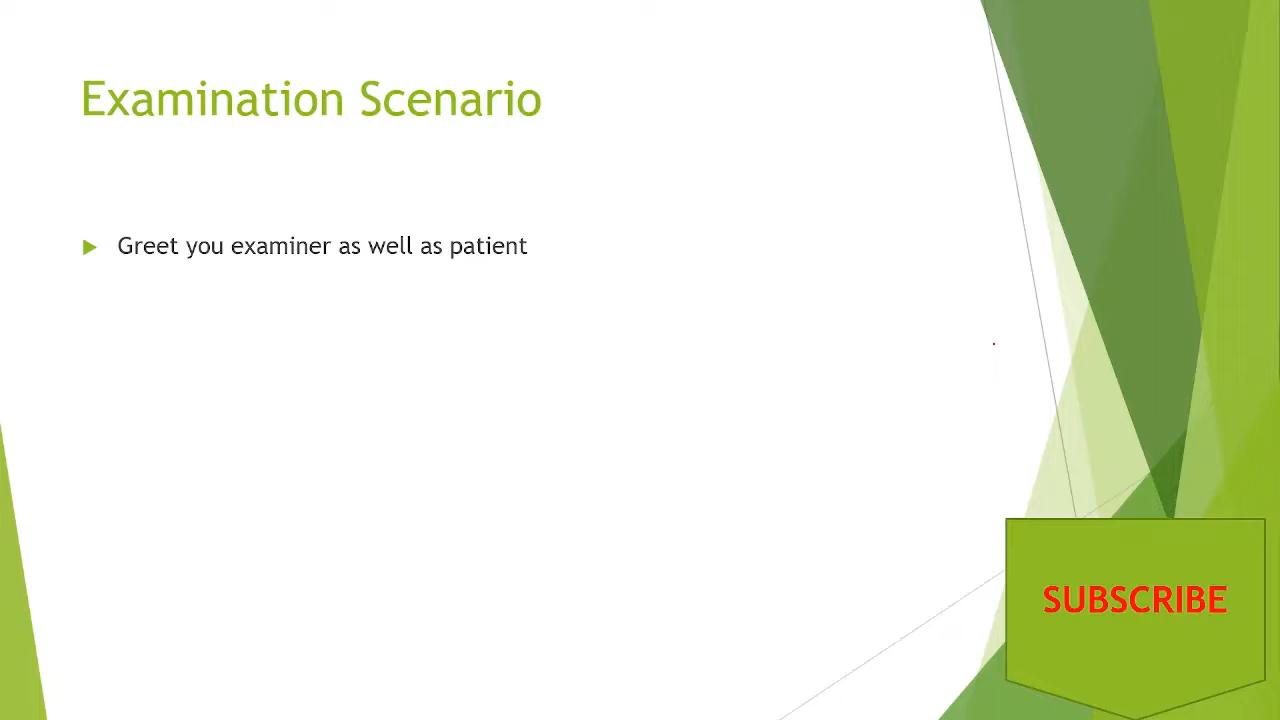 Examination Scenario
Greet you examiner as well as patient
SUBSCRIBE